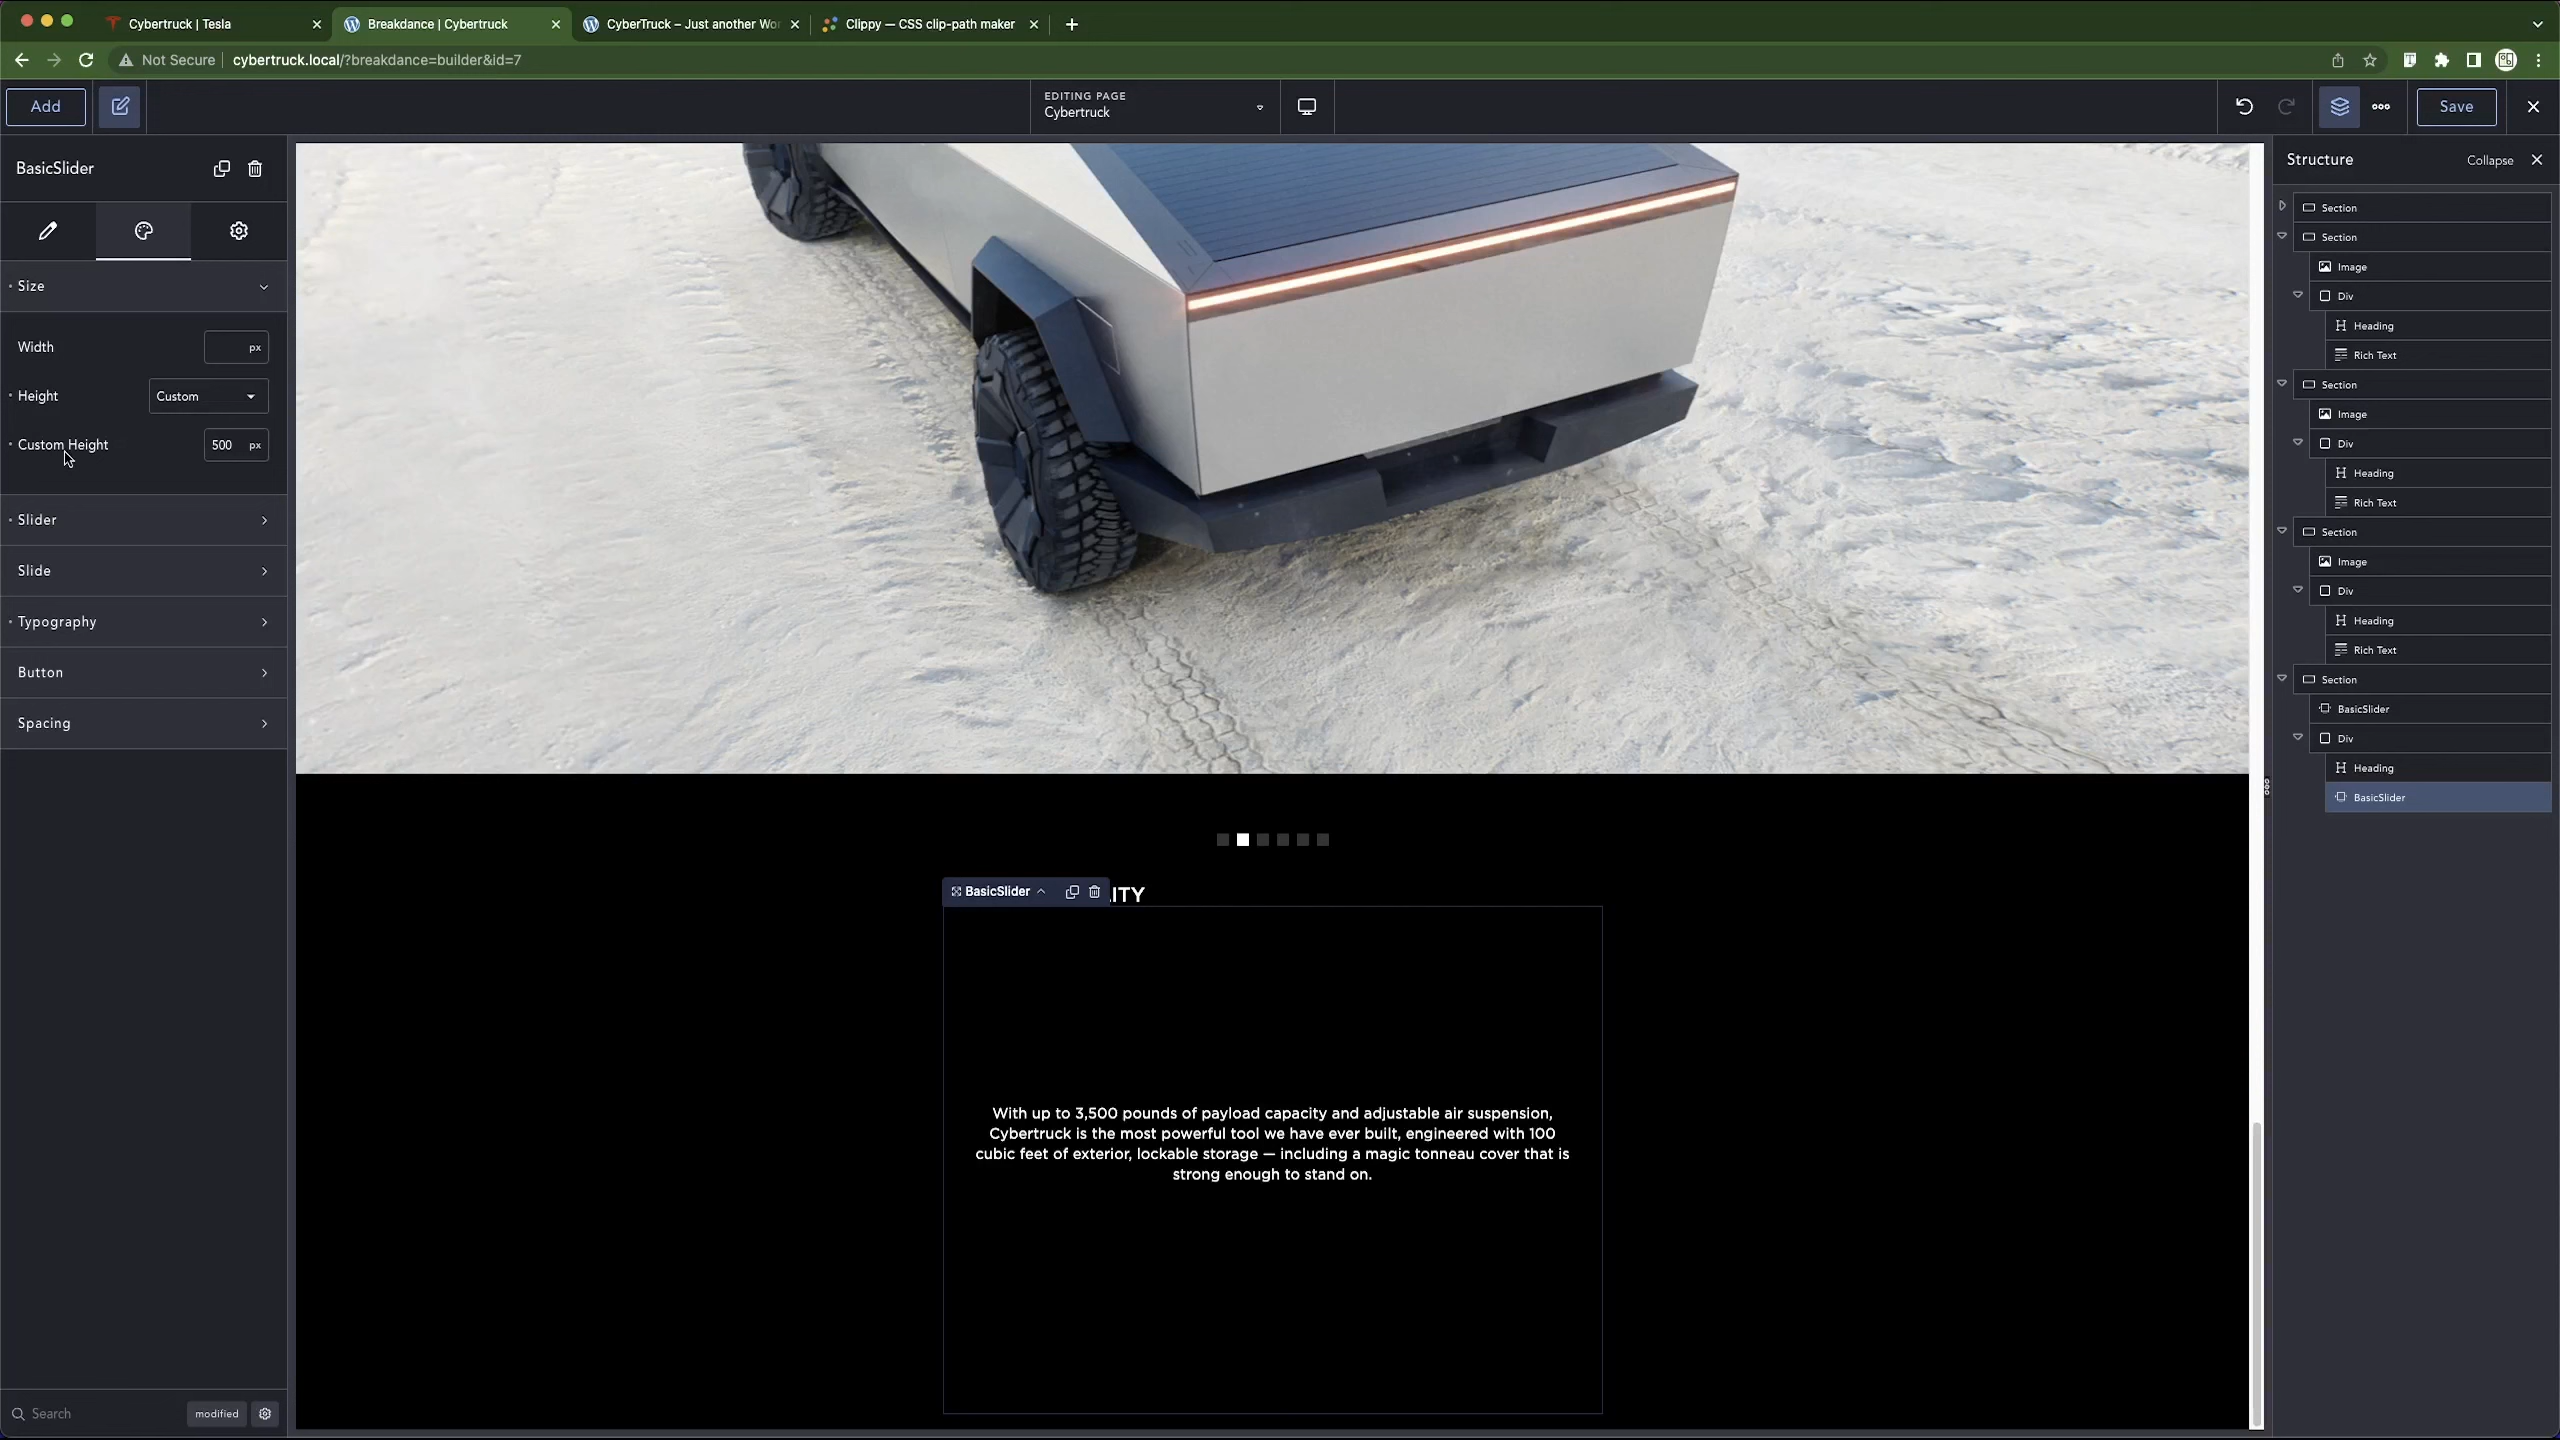 Cybertruck | Tesla
Breakdance | Cybertruck
CyberTruck – Just another Wo
Clippy — CSS clip-path maker
Not Secure
cybertruck.local/?breakdance=builder&id=7
Add
EDITING PAGE
Cybertruck
Save
BasicSlider
Size
Width
px
Height
Custom
Custom Height
500 px
Slider
Slide
Typography
Button
Spacing
Search
modified
BasicSlider
ITY
With up to 3,500 pounds of payload capacity and adjustable air suspension,
Cybertruck is the most powerful tool we have ever built, engineered with 100
cubic feet of exterior, lockable storage — including a magic tonneau cover that is
strong enough to stand on.
Structure
Collapse
Section
Section
Image
Div
Heading
Rich Text
Section
Image
Div
Heading
Rich Text
Section
Image
Div
Heading
Rich Text
Section
BasicSlider
Div
Heading
BasicSlider